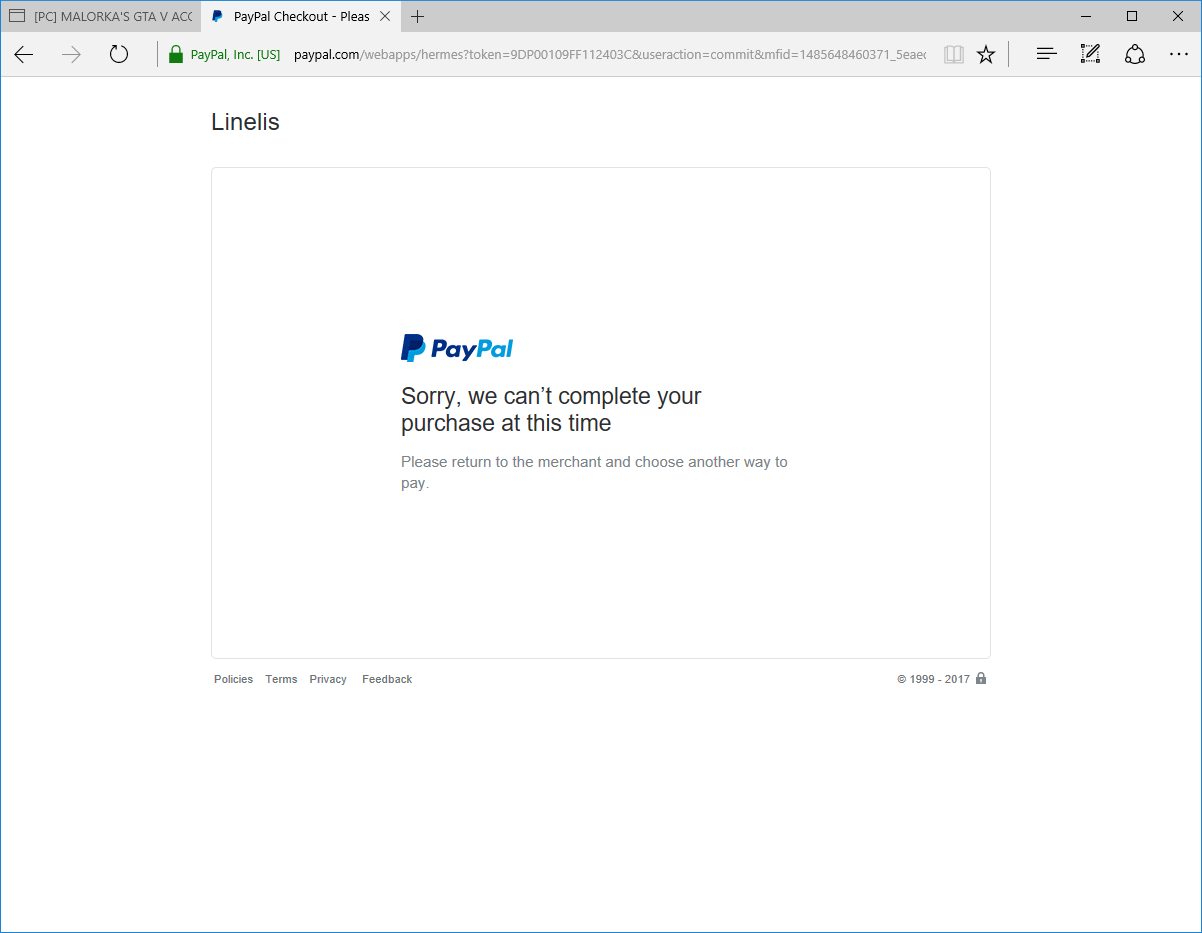 [PC] MALORKA'S GTA V ACC
PayPal Checkout - Pleas
PayPal, Inc. [US] paypal.com/webapps/hermes?token=9DP00109FF112403C&useraction=commit&mfid=1485648460371_5eaec
Linelis
PayPal
Sorry, we can't complete your
purchase at this time
Please return to the merchant and choose another way to
pay.
Policies Terms Privacy Feedback © 1999 - 2017